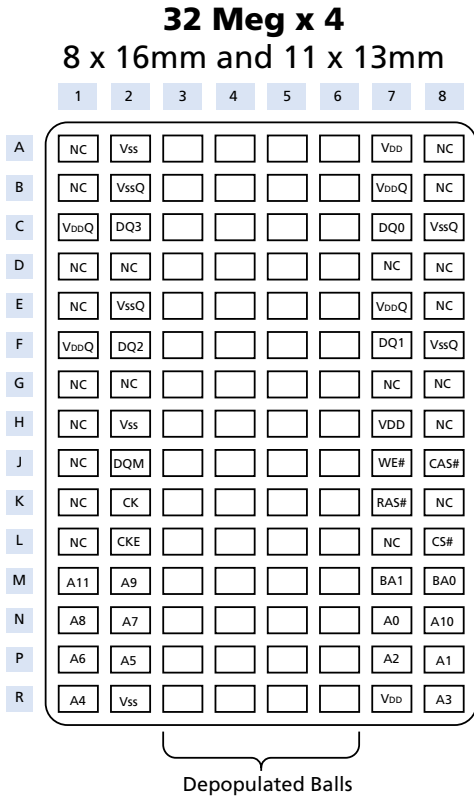 32 Meg x 4
8 x 16mm and 11 x 13mm
1 2 3 4 5 6 7 8
A NC Vss VDD NC
B NC VssQ VDDQ NC
C VDDQ DQ3 DQ0 VssQ
D NC NC NC NC
E NC VssQ VDDQ NC
F VDDQ DQ2 DQ1 VssQ
G NC NC NC NC
H NC Vss VDD NC
J NC DQM WE# CAS#
K NC CK RAS# NC
L NC CKE NC CS#
M A11 A9 BA1 BA0
N A8 A7 A0 A10
P A6 A5 A2 A1
R A4 Vss VDD A3
Depopulated Balls